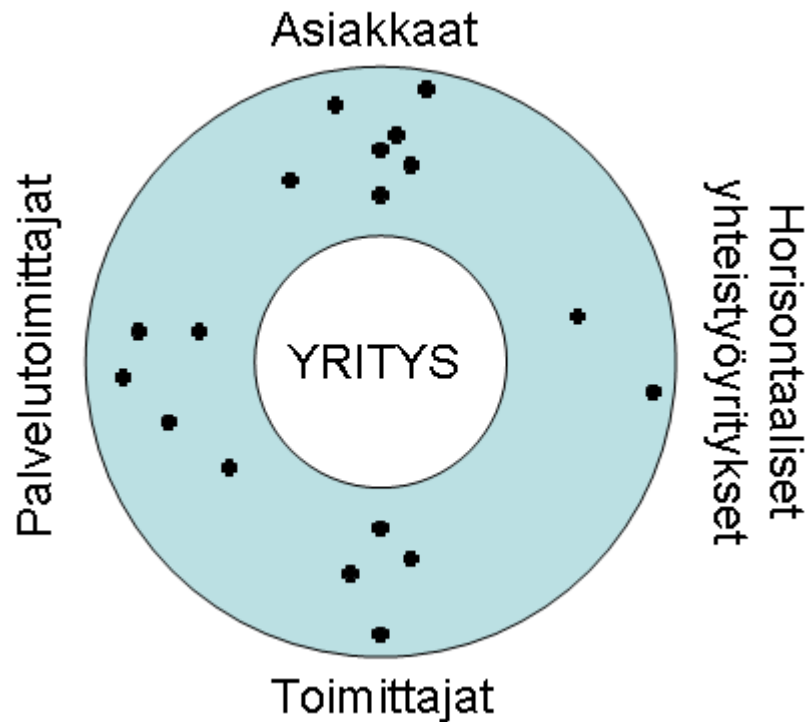 Asiakkaat
Palvelutoimittajat
YRITYS
Horisontaaliset
yhteistyöyritykset
Toimittajat